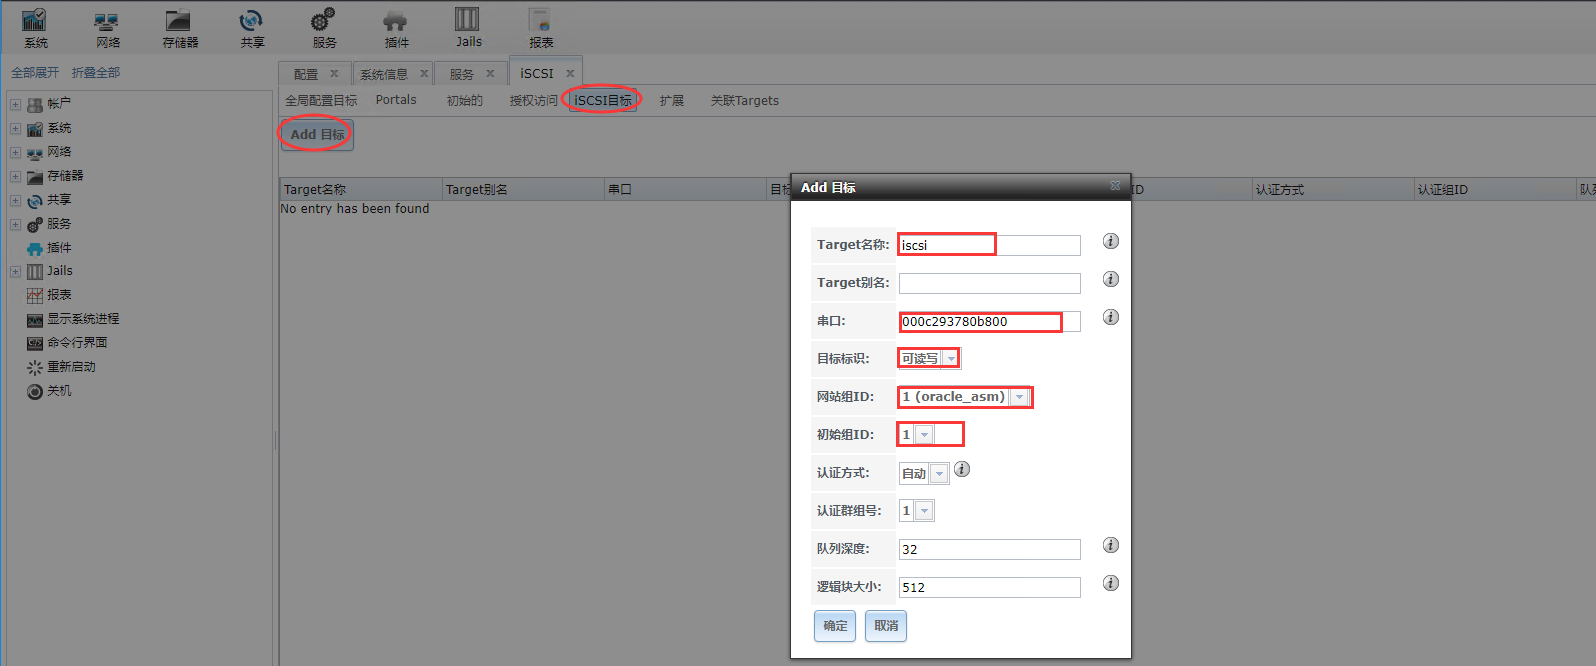 系统 网络 存储器 共享 服务 插件 Jails 报表
全部展开 折叠全部
配置 系统信息 服务 iSCSI
全局配置目标 Portals 初始的 授权访问 iSCSI目标 扩展 关联Targets
Add 目标
帐户
系统
网络
存储器
共享
服务
插件
Jails
报表
显示系统进程
命令行界面
重新启动
关机
Target名称 Target别名 串口 目标 ID 认证方式 认证组ID 队列
No entry has been found
Add 目标
Target名称: iscsi
Target别名:
串口: 000c293780b800
目标标识: 可读写
网站组ID: 1 (oracle_asm)
初始组ID: 1
认证方式: 自动
认证群组号: 1
队列深度: 32
逻辑块大小: 512
确定 取消